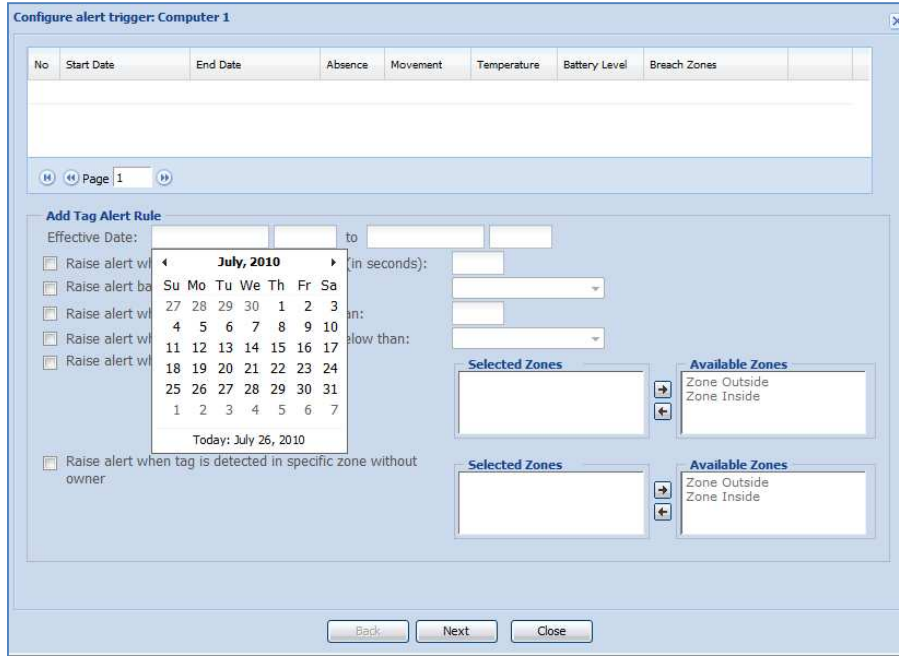 Configure alert trigger: Computer 1
No Start Date End Date Absence Movement Temperature Battery Level Breach Zones
Page 1
Add Tag Alert Rule
Effective Date: to
Raise alert wh (in seconds):
Raise alert ba
Raise alert wh an:
Raise alert wh elow than:
Raise alert wh
July, 2010
Su Mo Tu We Th Fr Sa
27 28 29 30 1 2 3
4 5 6 7 8 9 10
11 12 13 14 15 16 17
18 19 20 21 22 23 24
25 26 27 28 29 30 31
1 2 3 4 5 6 7
Today: July 26, 2010
Selected Zones Available Zones
Zone Outside
Zone Inside
Raise alert when tag is detected in specific zone without
owner
Selected Zones Available Zones
Zone Outside
Zone Inside
Back Next Close